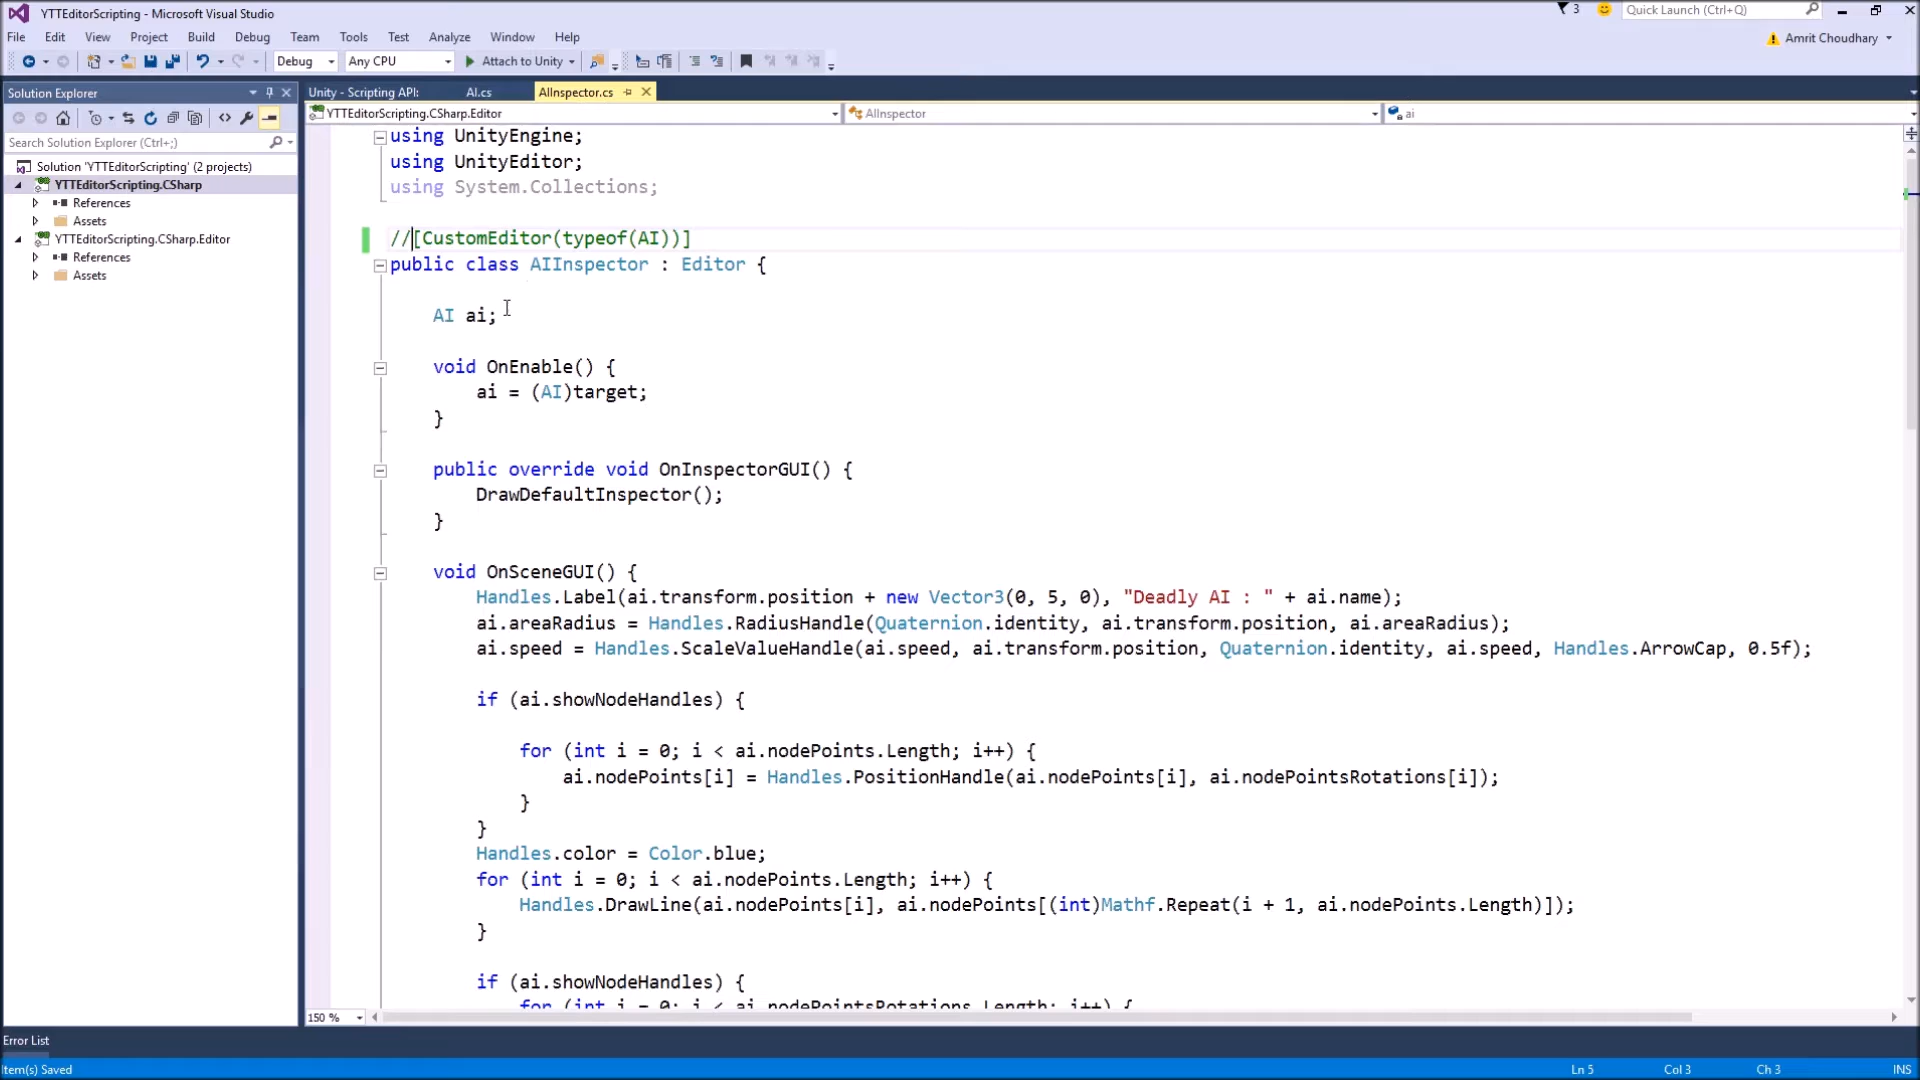 YTTEditorScripting - Microsoft Visual Studio
3
Quick Launch (Ctrl+Q)
File Edit View Project Build Debug Team Tools Test Analyze Window Help
Amrit Choudhary
Debug Any CPU Attach to Unity
Solution Explorer
Unity - Scripting API: AI.cs AIInspector.cs
YTTEditorScripting.CSharp.Editor AIInspector ai
Search Solution Explorer (Ctrl+;)
Solution 'YTTEditorScripting' (2 projects)
YTTEditorScripting.CSharp
References
Assets
YTTEditorScripting.CSharp.Editor
References
Assets
using UnityEngine;
using UnityEditor;
using System.Collections;
//[CustomEditor(typeof(AI))]
public class AIInspector : Editor {
AI ai;
void OnEnable() {
ai = (AI)target;
}
public override void OnInspectorGUI() {
DrawDefaultInspector();
}
void OnSceneGUI() {
Handles.Label(ai.transform.position + new Vector3(0, 5, 0), "Deadly AI : " + ai.name);
ai.areaRadius = Handles.RadiusHandle(Quaternion.identity, ai.transform.position, ai.areaRadius);
ai.speed = Handles.ScaleValueHandle(ai.speed, ai.transform.position, Quaternion.identity, ai.speed, Handles.ArrowCap, 0.5f);
if (ai.showNodeHandles) {
for (int i = 0; i < ai.nodePoints.Length; i++) {
ai.nodePoints[i] = Handles.PositionHandle(ai.nodePoints[i], ai.nodePointsRotations[i]);
}
}
Handles.color = Color.blue;
for (int i = 0; i < ai.nodePoints.Length; i++) {
Handles.DrawLine(ai.nodePoints[i], ai.nodePoints[(int)Mathf.Repeat(i + 1, ai.nodePoints.Length)]);
}
if (ai.showNodeHandles) {
for (int i = 0; i < ai.nodePointsRotations.Length; i++) {
150 %
Error List
Item(s) Saved Ln 5 Col 3 Ch 3 INS